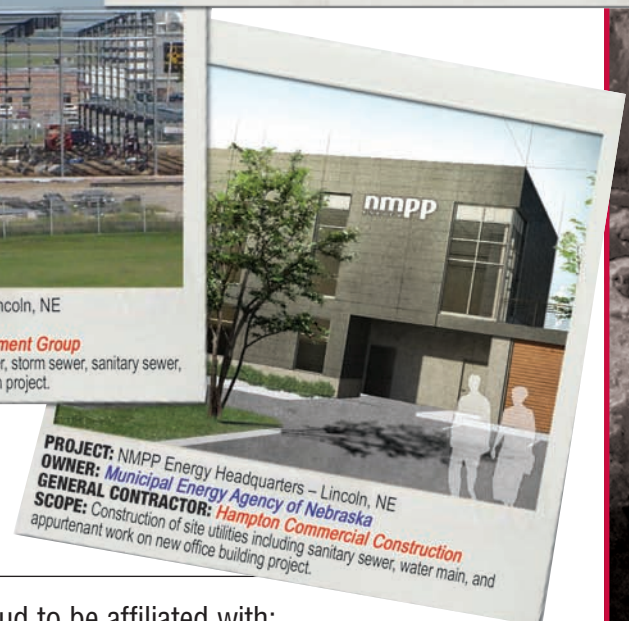 ncoln, NE
ment Group
r, storm sewer, sanitary sewer,
project.
nmpp
PROJECT: NMPP Energy Headquarters – Lincoln, NE
OWNER: Municipal Energy Agency of Nebraska
GENERAL CONTRACTOR: Hampton Commercial Construction
SCOPE: Construction of site utilities including sanitary sewer, water main, and
appurtenant work on new office building project.
ud to be affiliated with: